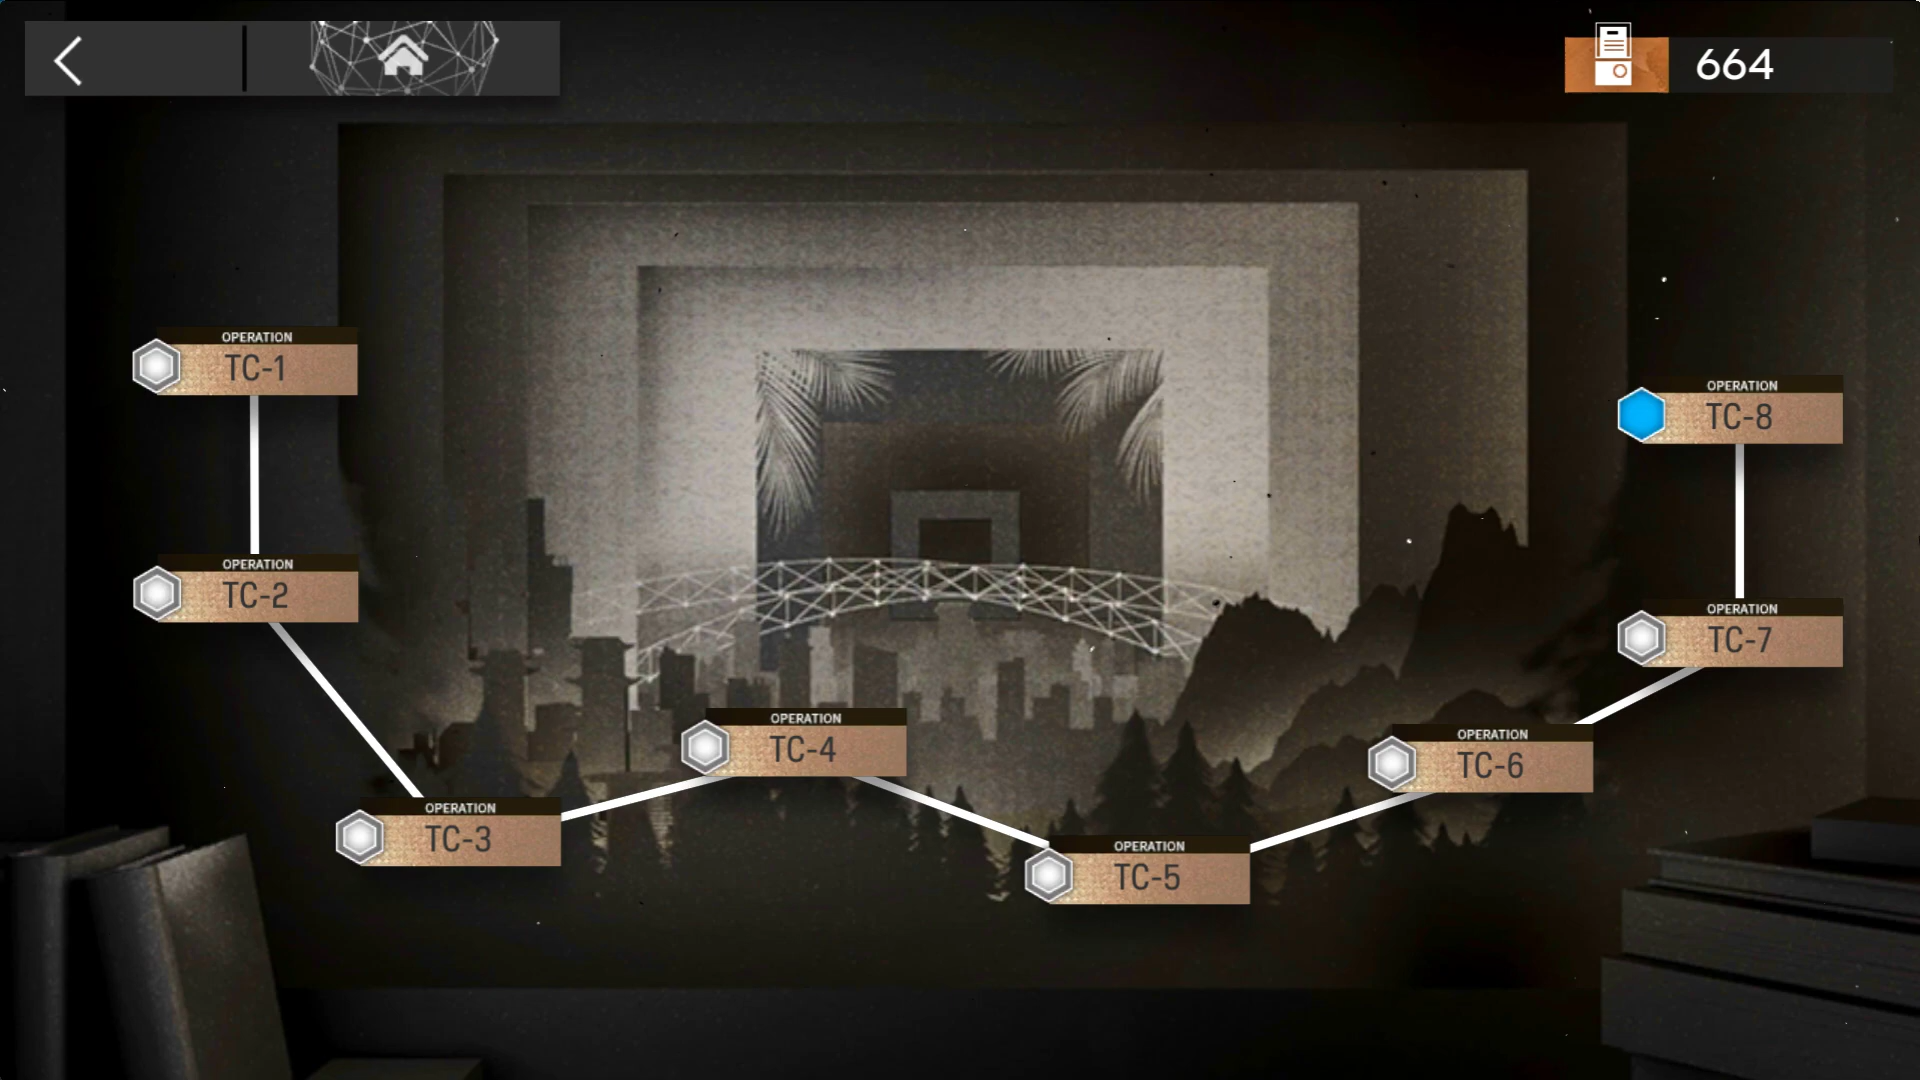 664
OPERATION
TC-1
OPERATION
TC-2
OPERATION
TC-3
OPERATION
TC-4
OPERATION
TC-5
OPERATION
TC-6
OPERATION
TC-7
OPERATION
TC-8